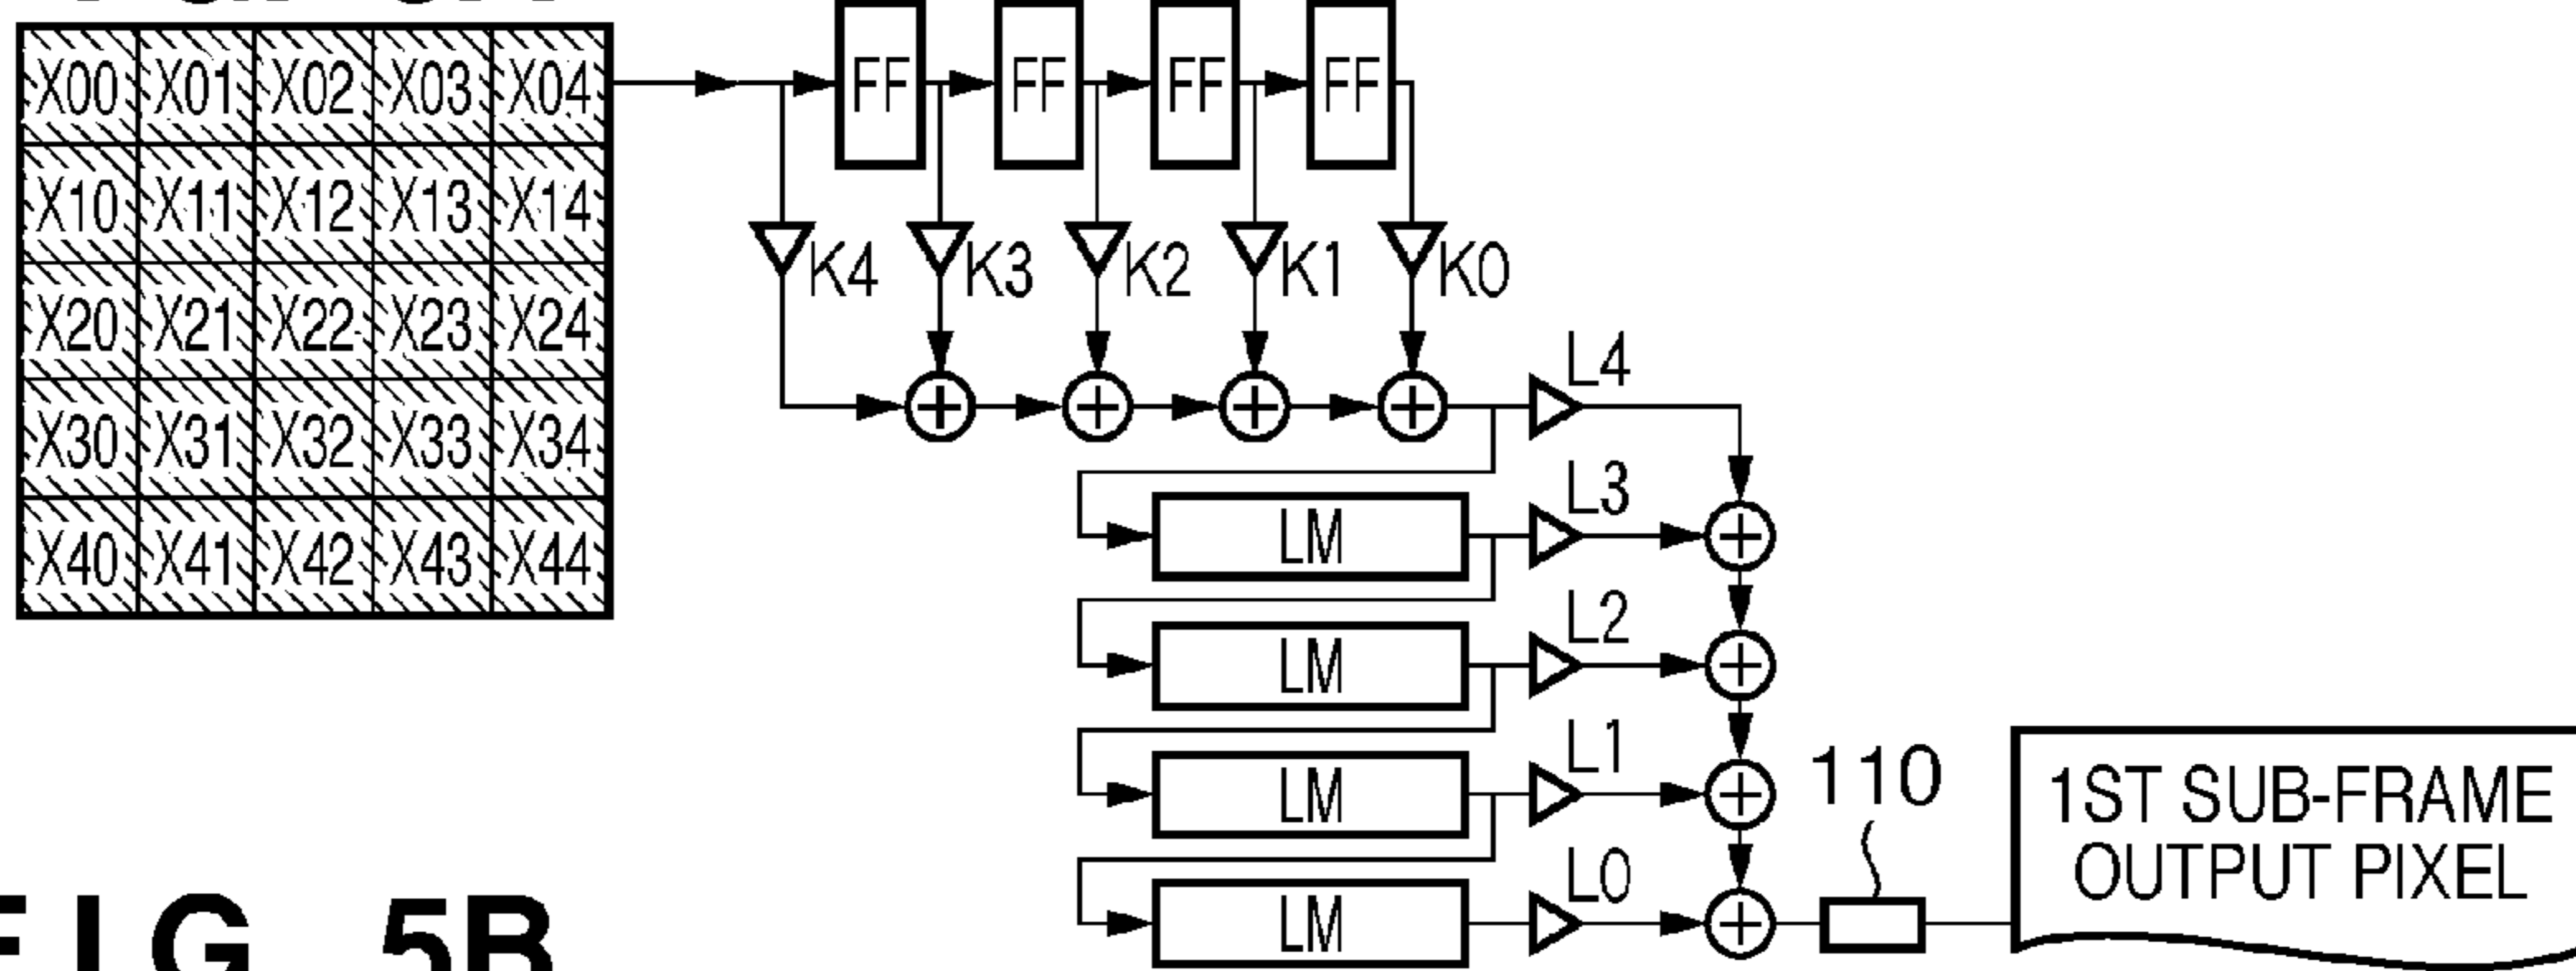 X00 X01 X02 X03 X04
X10 X11 X12 X13 X14
X20 X21 X22 X23 X24
X30 X31 X32 X33 X34
X40 X41 X42 X43 X44
FF FF FF FF
K4 K3 K2 K1 K0
L4
LM L3
LM L2
LM L1
LM L0
110
1ST SUB-FRAME
OUTPUT PIXEL
FIG. 5B